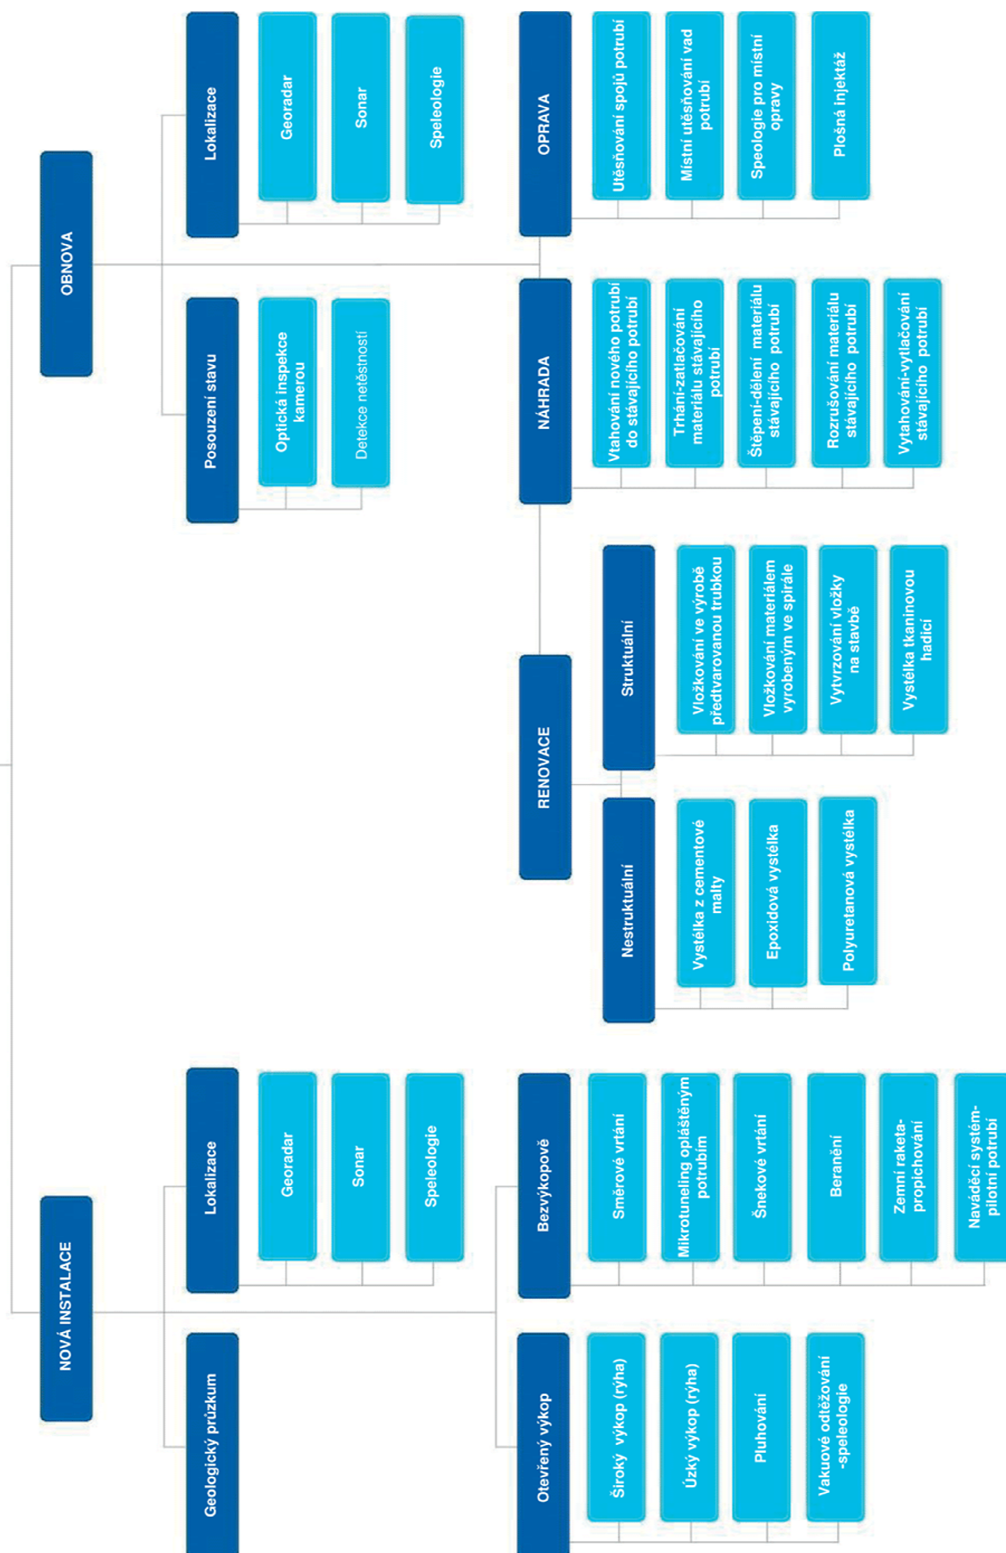 NOVÁ INSTALACE
Geologický průzkum
Lokalizace
Georadar
Sonar
Speleologie
Otevřený výkop
Široký výkop (rýha)
Úzký výkop (rýha)
Pluhování
Vakuové odtěžování
-speleologie
Bezvýkopově
Směrové vrtání
Mikrotuneling opláštěným
potrubím
Šnekové vrtání
Beranění
Zemní raketa-
propichování
Naváděcí systém-
pilotní potrubí
OBNOVA
Posouzení stavu
Optická inspekce
kamerou
Detekce netěstností
Lokalizace
Georadar
Sonar
Speleologie
RENOVACE
Nestruktuální
Vystélka z cementové
malty
Epoxidová vystélka
Polyuretanová vystélka
Struktuální
Vložkování ve výrobě
předtvarovanou trubkou
Vložkování materiálem
vyrobeným ve spirále
Vytvrzování vložky
na stavbě
Vystélka tkaninovou
hadicí
NÁHRADA
Vtahování nového potrubí
do stávajícího potrubí
Trhání-zatlačování
materiálu stávajícího
potrubí
Štěpení-dělení materiálu
stávajícího potrubí
Rozrušování materiálu
stávajícího potrubí
Vytahování-vytlačování
stávajícího potrubí
OPRAVA
Utěsňování spojů potrubí
Místní utěsňování vad
potrubí
Speologie pro místní
opravy
Plošná injektáž